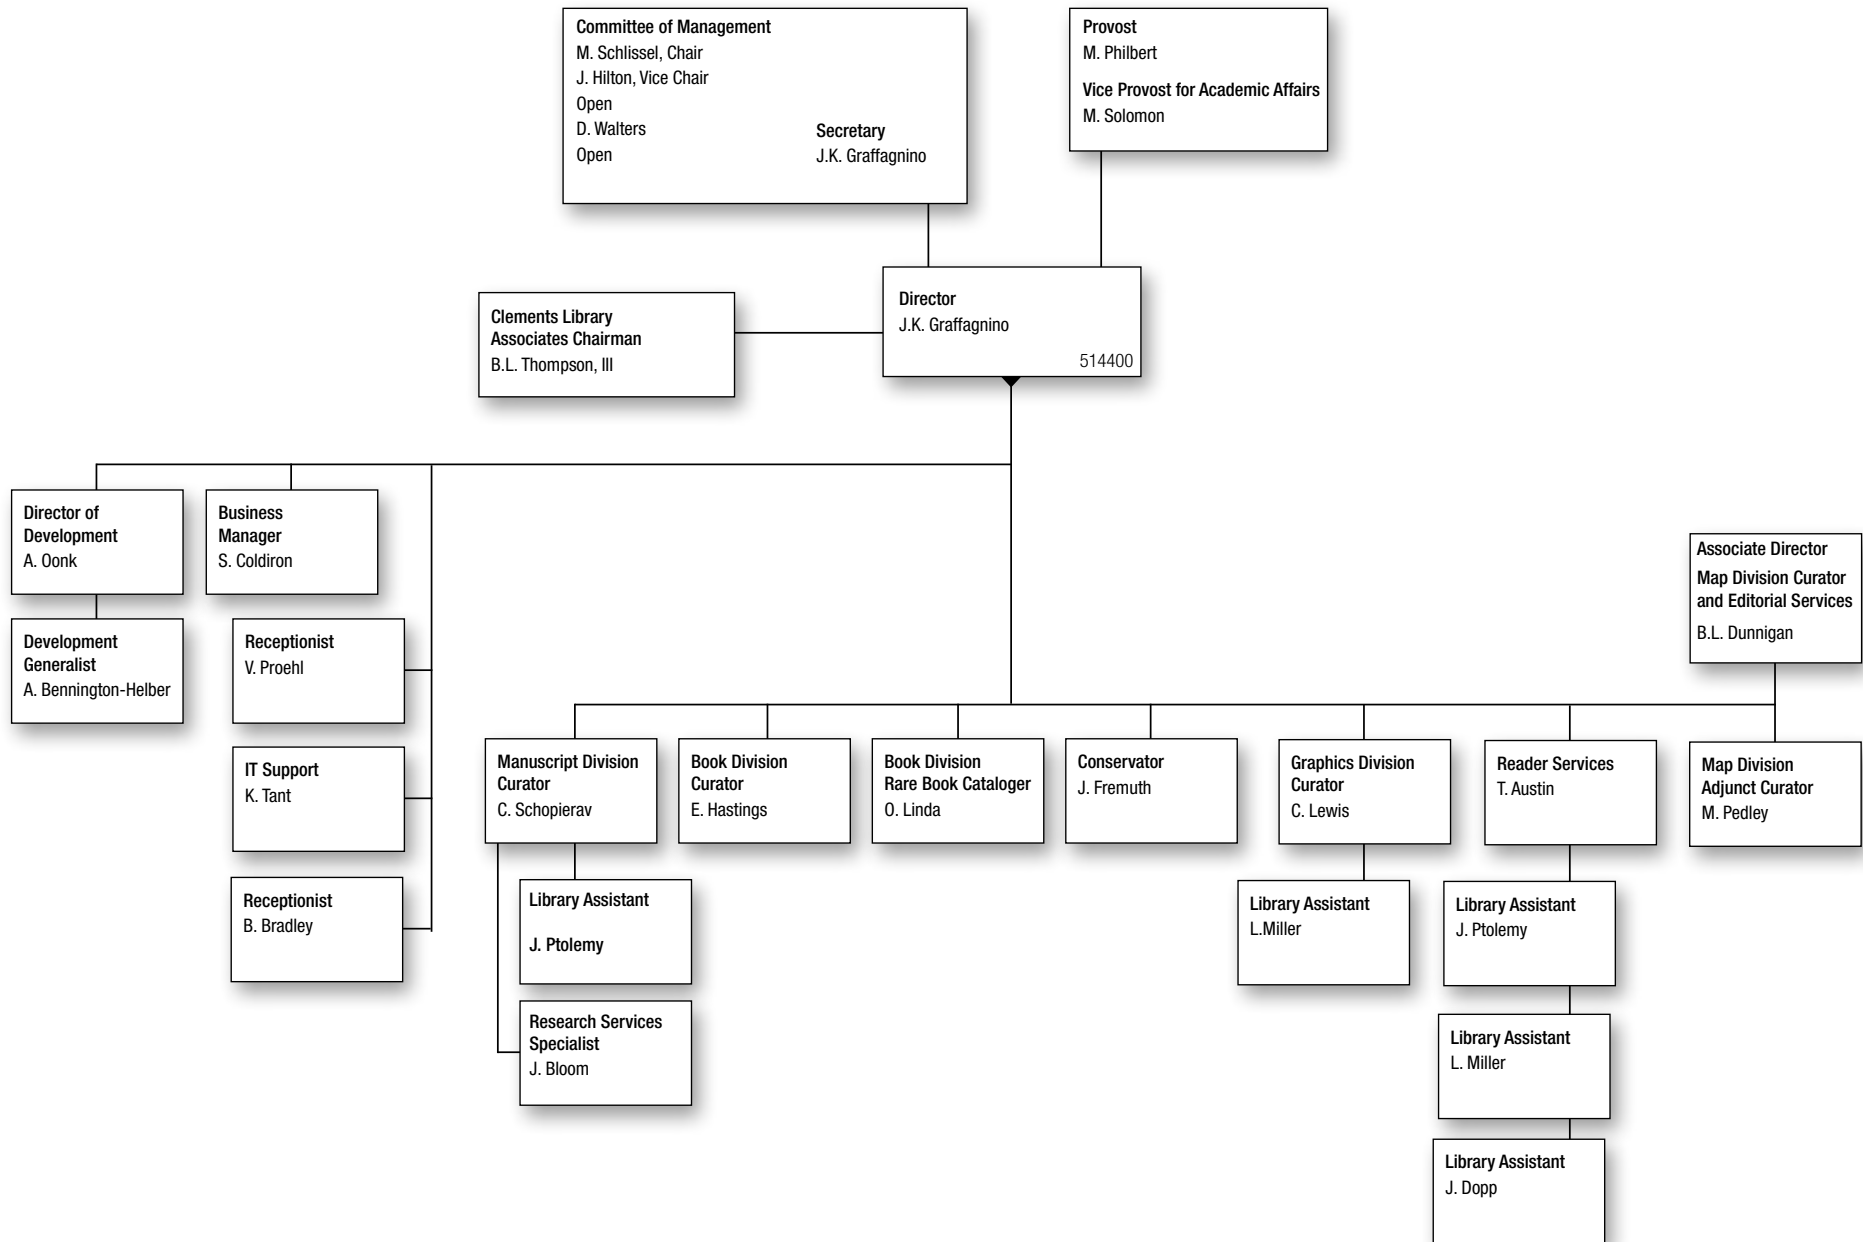 Committee of Management
M. Schlissel, Chair
J. Hilton, Vice Chair
Open
D. Walters
Open
Secretary
J.K. Graffagnino
Provost
M. Philbert
Vice Provost for Academic Affairs
M. Solomon
Clements Library
Associates Chairman
B.L. Thompson, III
Director
J.K. Graffagnino
514400
Director of
Development
A. Oonk
Business
Manager
S. Coldiron
Development
Generalist
A. Bennington-Helber
Receptionist
V. Proehl
IT Support
K. Tant
Receptionist
B. Bradley
Associate Director
Map Division Curator
and Editorial Services
B.L. Dunnigan
Manuscript Division
Curator
C. Schopierav
Book Division
Curator
E. Hastings
Book Division
Rare Book Cataloger
O. Linda
Conservator
J. Fremuth
Graphics Division
Curator
C. Lewis
Reader Services
T. Austin
Map Division
Adjunct Curator
M. Pedley
Library Assistant
J. Ptolemy
Research Services
Specialist
J. Bloom
Library Assistant
L.Miller
Library Assistant
J. Ptolemy
Library Assistant
L. Miller
Library Assistant
J. Dopp